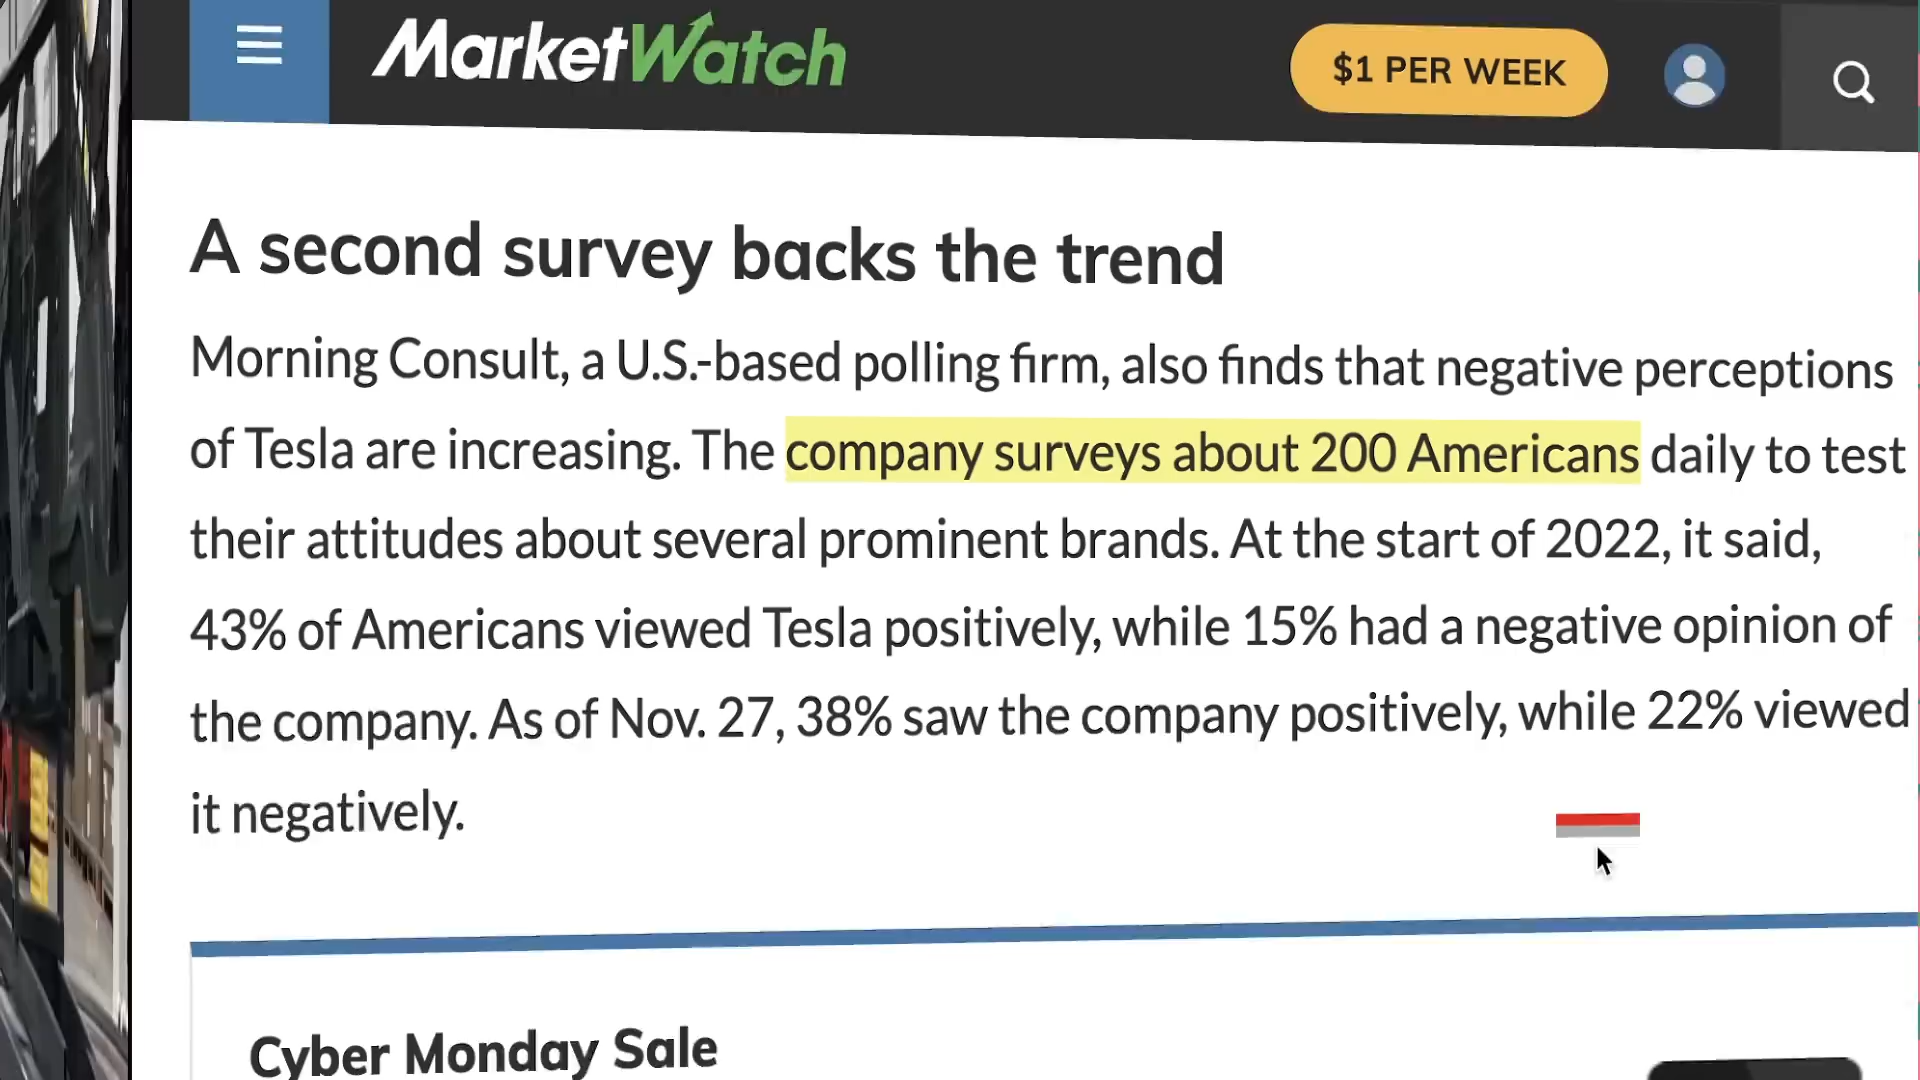 MarketWatch
$1 PER WEEK
A second survey backs the trend
Morning Consult, a U.S.-based polling firm, also finds that negative perceptions
of Tesla are increasing. The company surveys about 200 Americans daily to test
their attitudes about several prominent brands. At the start of 2022, it said,
43% of Americans viewed Tesla positively, while 15% had a negative opinion of
the company. As of Nov. 27, 38% saw the company positively, while 22% viewed
it negatively.
Cyber Monday Sale